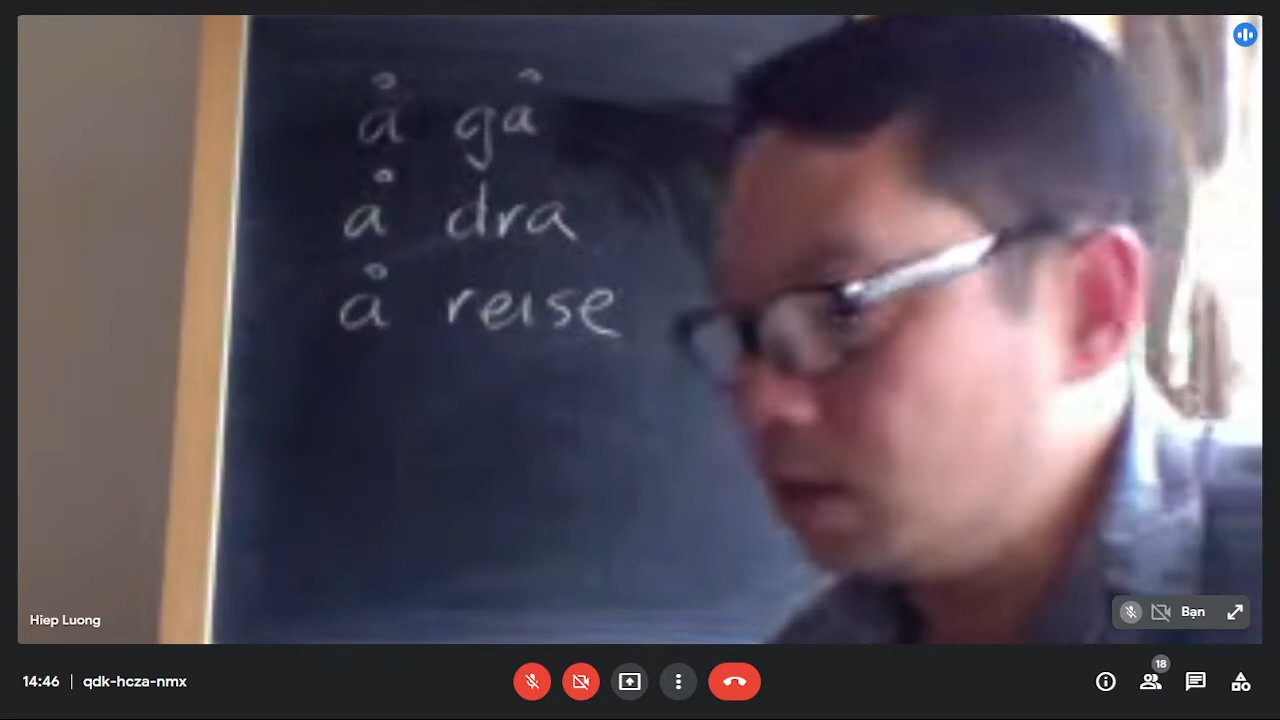 å gå
å dra
å reise
Hiep Luong
Bạn
14:46 | qdk-hcza-nmx
18